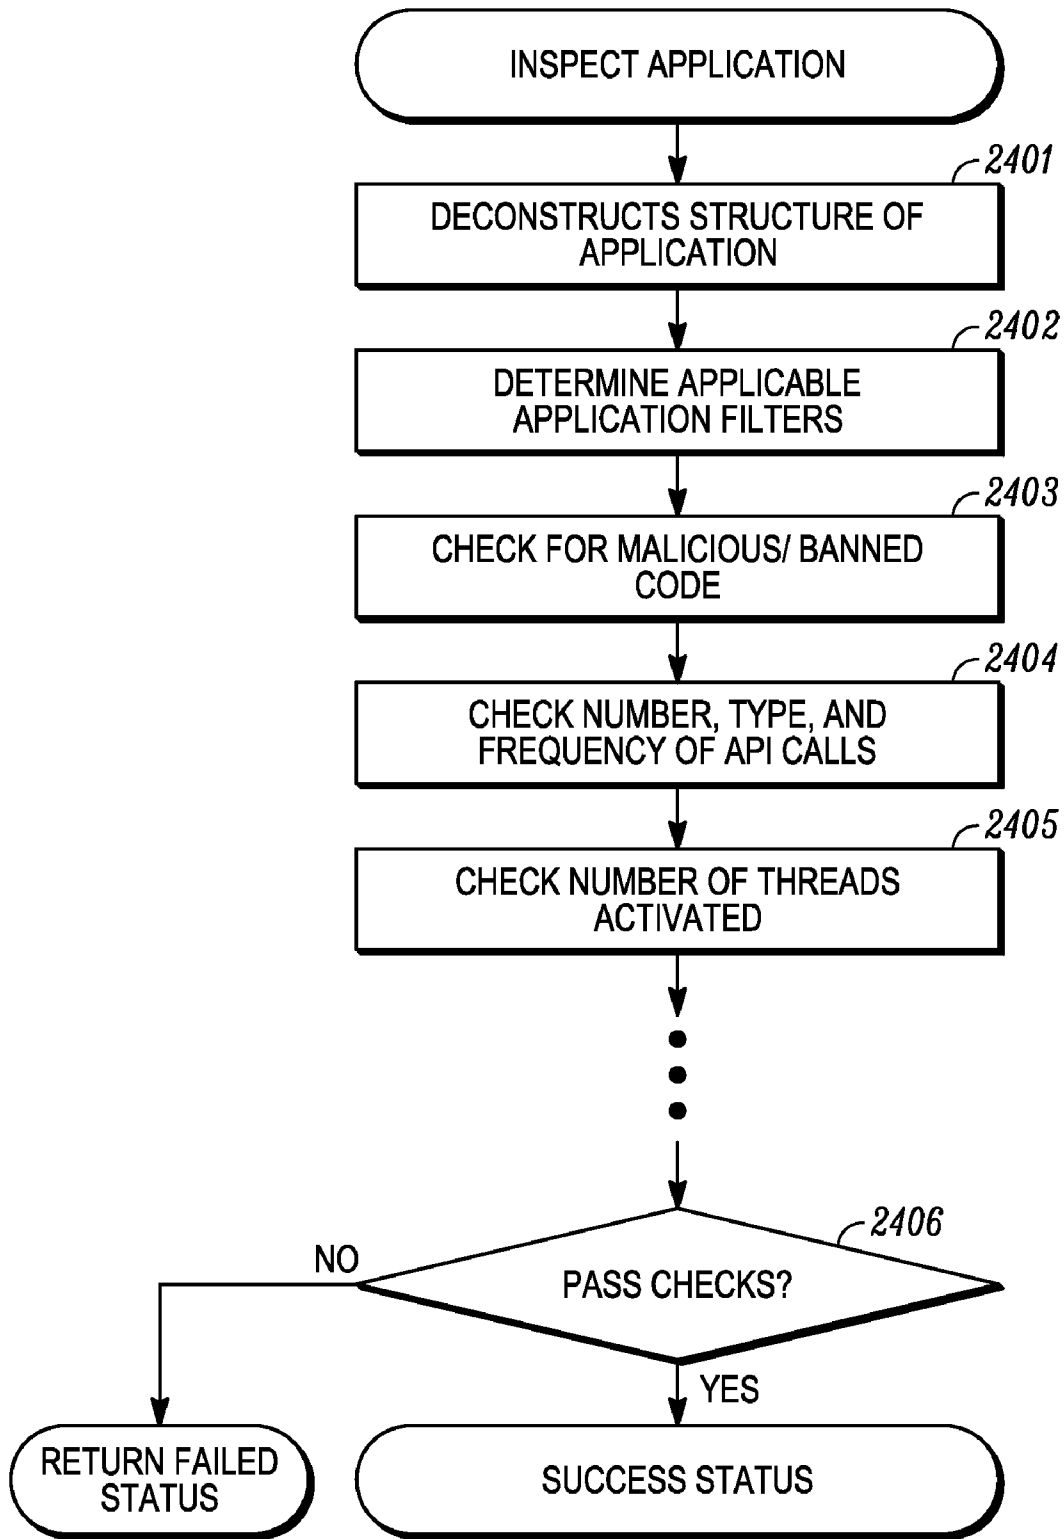 INSPECT APPLICATION
2401
DECONSTRUCTS STRUCTURE OF
APPLICATION
2402
DETERMINE APPLICABLE
APPLICATION FILTERS
2403
CHECK FOR MALICIOUS/ BANNED
CODE
2404
CHECK NUMBER, TYPE, AND
FREQUENCY OF API CALLS
2405
CHECK NUMBER OF THREADS
ACTIVATED
2406
NO
PASS CHECKS?
YES
RETURN FAILED
STATUS
SUCCESS STATUS